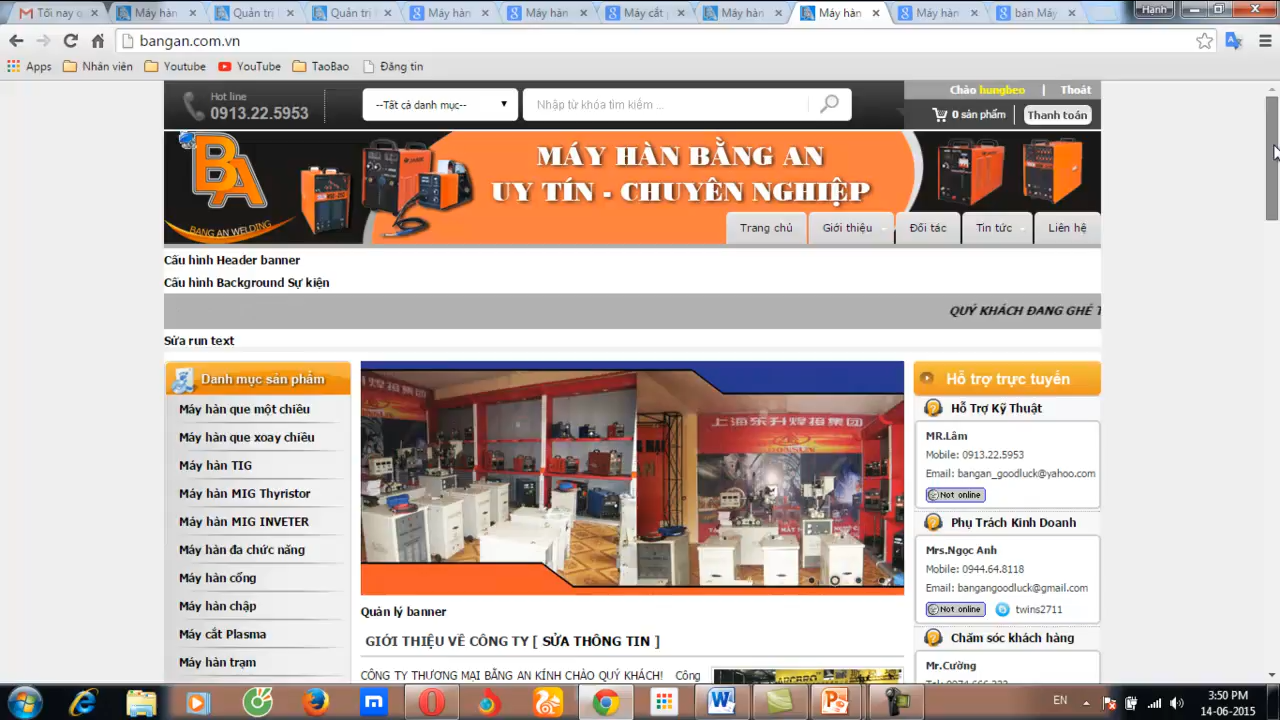 Tối nay q
Máy hàn
Quản trị
Quản trị
Máy hàn
Máy hàn
Máy cắt p
Máy hàn
Máy hàn
Máy hàn
bán Máy
Hạnh
bangan.com.vn
Apps Nhân viên Youtube YouTube TaoBao Đăng tin
Hot line
0913.22.5953
--Tất cả danh mục--
Nhập từ khóa tìm kiếm ...
Chào hungbeo | Thoát
0 sản phẩm
Thanh toán
BA
BANG AN WELDING
MÁY HÀN BẰNG AN
UY TÍN - CHUYÊN NGHIỆP
Trang chủ Giới thiệu Đối tác Tin tức Liên hệ
Cấu hình Header banner
Cấu hình Background Sự kiện
QUÝ KHÁCH ĐANG GHÉ T
Sửa run text
Danh mục sản phẩm
Máy hàn que một chiều
Máy hàn que xoay chiều
Máy hàn TIG
Máy hàn MIG Thyristor
Máy hàn MIG INVETER
Máy hàn đa chức năng
Máy hàn cống
Máy hàn chập
Máy cắt Plasma
Máy hàn trạm
上海东升焊接集团
Quản lý banner
GIỚI THIỆU VỀ CÔNG TY [ SỬA THÔNG TIN ]
CÔNG TY THƯƠNG MẠI BẰNG AN KÍNH CHÀO QUÝ KHÁCH! Công
Hỗ trợ trực tuyến
Hỗ Trợ Kỹ Thuật
MR.Lâm
Mobile: 0913.22.5953
Email: bangan_goodluck@yahoo.com
Not online
Phụ Trách Kinh Doanh
Mrs.Ngọc Anh
Mobile: 0944.64.8118
Email: bangangoodluck@gmail.com
Not online twins2711
Chăm sóc khách hàng
Mr.Cường
EN
3:50 PM
14-06-2015